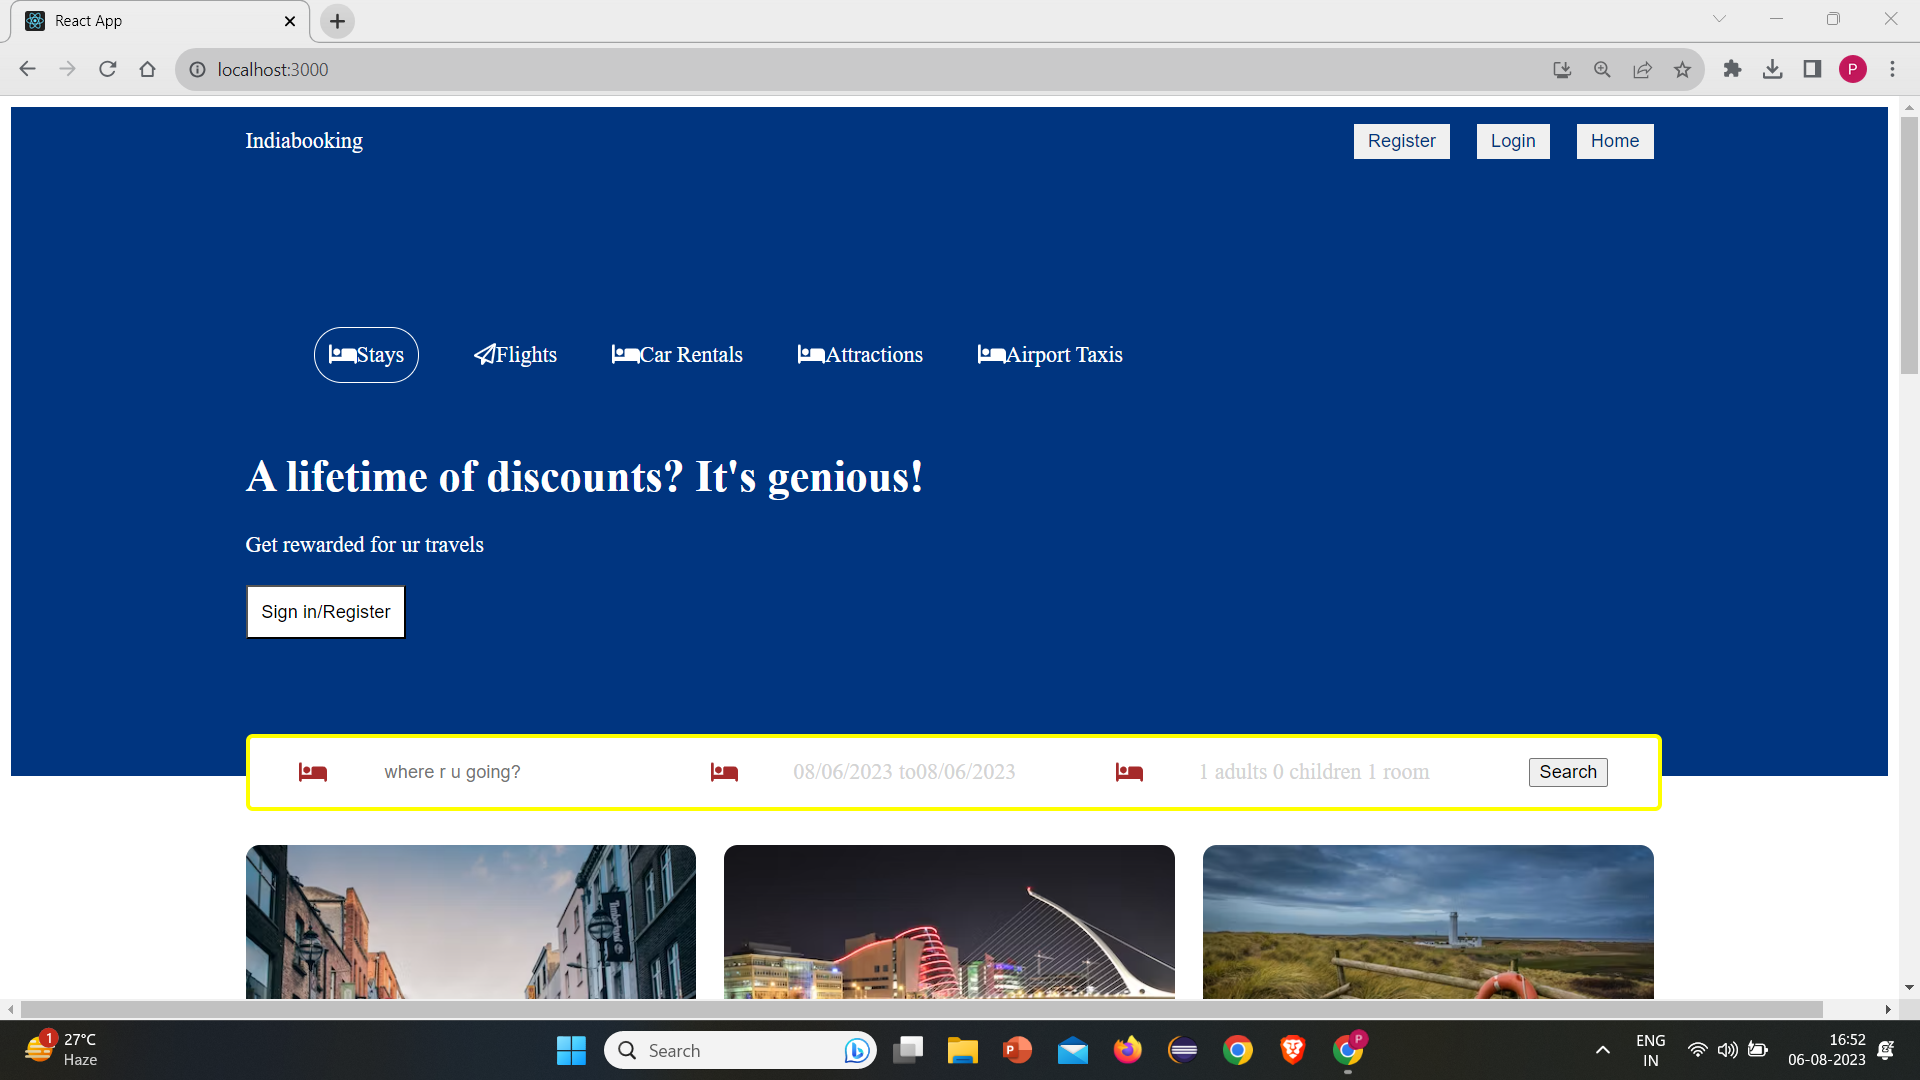 React App
localhost:3000
P
Indiabooking
Register
Login
Home
Stays
Flights
Car Rentals
Attractions
Airport Taxis
A lifetime of discounts? It's genious!
Get rewarded for ur travels
Sign in/Register
where r u going?
08/06/2023 to08/06/2023
1 adults 0 children 1 room
Search
1
27°C
Haze
Search
P
P
ENG
IN
16:52
06-08-2023